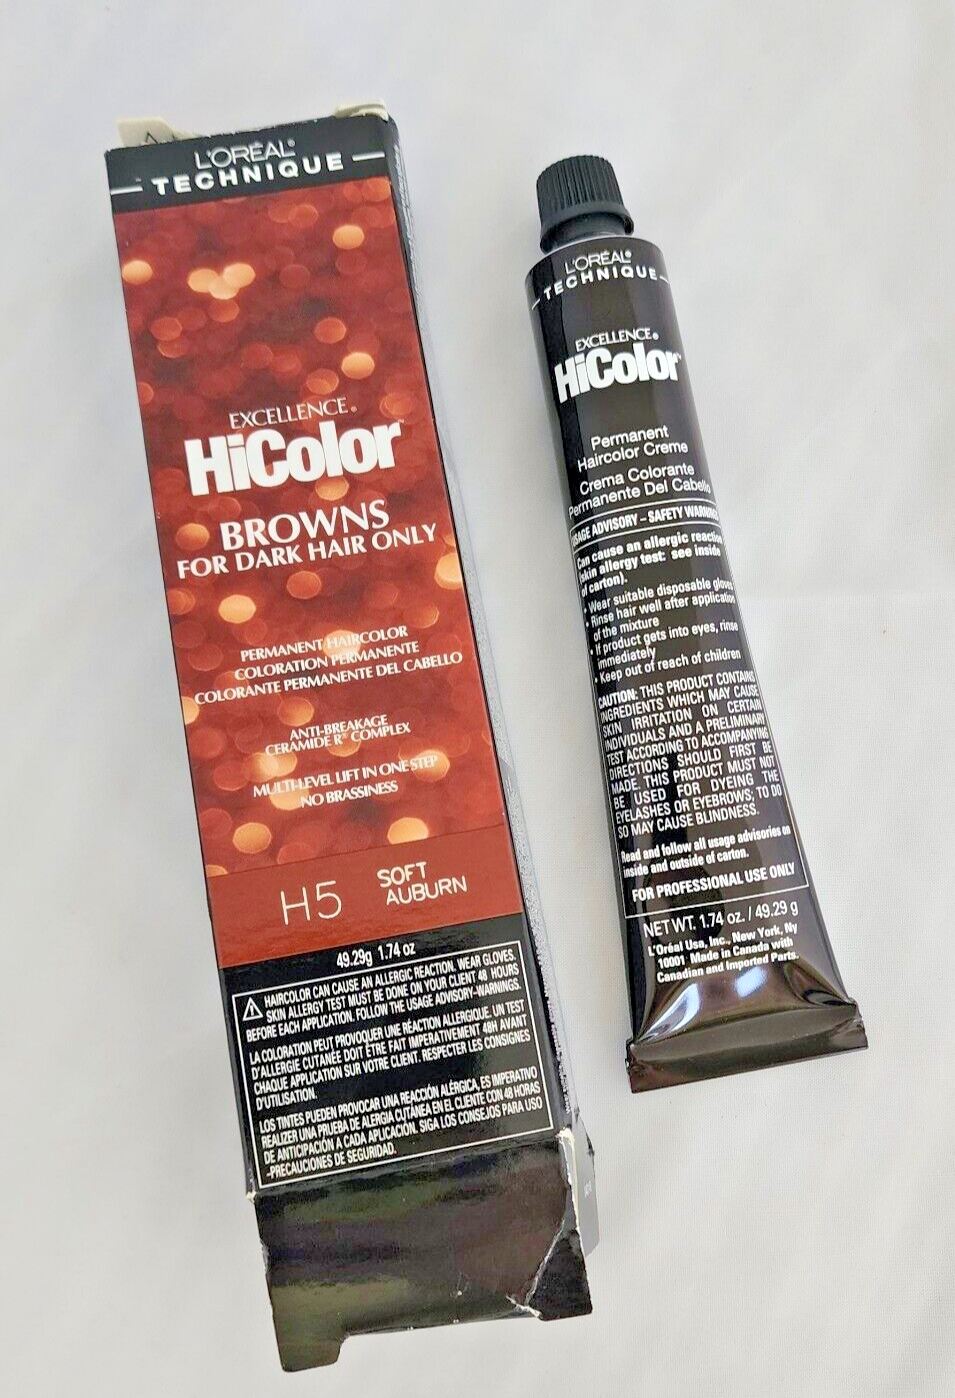 L'ORÉAL®
TECHNIQUE™
EXCELLENCE®
HiColor™
BROWNS
FOR DARK HAIR ONLY
PERMANENT HAIRCOLOR
COLORATION PERMANENTE
COLORANTE PERMANENTE DEL CABELLO
ANTI-BREAKAGE
CERAMIDE R® COMPLEX
MULTI-LEVEL LIFT IN ONE STEP
NO BRASSINESS
H5 SOFT
AUBURN
49.29g 1.74 oz
HAIRCOLOR CAN CAUSE AN ALLERGIC REACTION. WEAR GLOVES.
SKIN ALLERGY TEST MUST BE DONE ON YOUR CLIENT 48 HOURS
BEFORE EACH APPLICATION. FOLLOW THE USAGE ADVISORY-WARNINGS.
LA COLORATION PEUT PROVOQUER UNE RÉACTION ALLERGIQUE. UN TEST
D'ALLERGIE CUTANÉE DOIT ÊTRE FAIT IMPERATIVEMENT 48H AVANT
CHAQUE APPLICATION SUR VOTRE CLIENT. RESPECTER LES CONSIGNES
D'UTILISATION.
LOS TINTES PUEDEN PROVOCAR UNA REACCIÓN ALÉRGICA, ES IMPERATIVO
REALIZER UNA PRUEBA DE ALERGIA CUTÁNEA EN EL CLIENTE CON 48 HORAS
DE ANTICIPACIÓN A CADA APLICACIÓN. SIGA LOS CONSEJOS PARA USO
-PRECAUCIONES DE SEGURIDAD.
L'ORÉAL®
TECHNIQUE™
EXCELLENCE®
HiColor™
Permanent
Haircolor Creme
Crema Colorante
Permanente Del Cabello
USAGE ADVISORY – SAFETY WARNINGS
Can cause an allergic reaction
(skin allergy test: see inside
of carton).
• Wear suitable disposable gloves
• Rinse hair well after application
of the mixture
• If product gets into eyes, rinse
immediately
• Keep out of reach of children
CAUTION: THIS PRODUCT CONTAINS
INGREDIENTS WHICH MAY CAUSE
SKIN IRRITATION ON CERTAIN
INDIVIDUALS AND A PRELIMINARY
TEST ACCORDING TO ACCOMPANYING
DIRECTIONS SHOULD FIRST BE
MADE. THIS PRODUCT MUST NOT
BE USED FOR DYEING THE
EYELASHES OR EYEBROWS; TO DO
SO MAY CAUSE BLINDNESS.
Read and follow all usage advisories on
inside and outside of carton.
FOR PROFESSIONAL USE ONLY
NET WT. 1.74 oz. / 49.29 g
L'Oréal Usa, Inc., New York, Ny
10001 Made in Canada with
Canadian and Imported Parts.